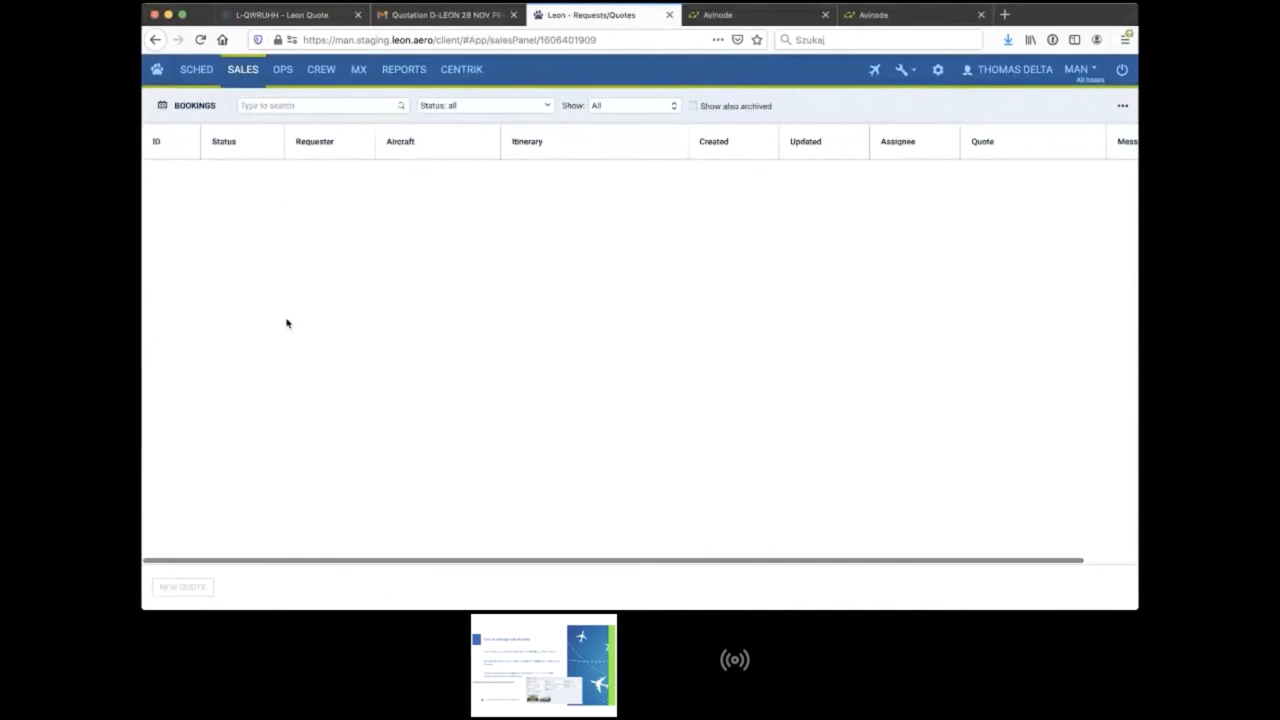 L-QWRUHH – Leon Quote
Quotation D-LEON 28 NOV
Leon - Requests/Quotes
Avinode
Avinode
https://man.staging.leon.aero/client/#App/salesPanel/1606401909
Szukaj
SCHED SALES OPS CREW MX REPORTS CENTRIK THOMAS DELTA MAN
All bases
BOOKINGS Type to search Status: all Show: All Show also archived
ID Status Requester Aircraft Itinerary Created Updated Assignee Quote Mess
NEW QUOTE